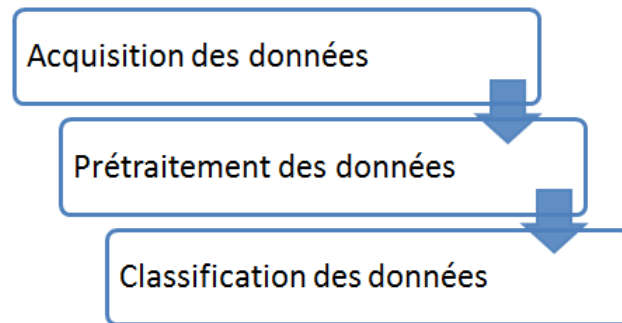 Acquisition des données
Prétraitement des données
Classification des données